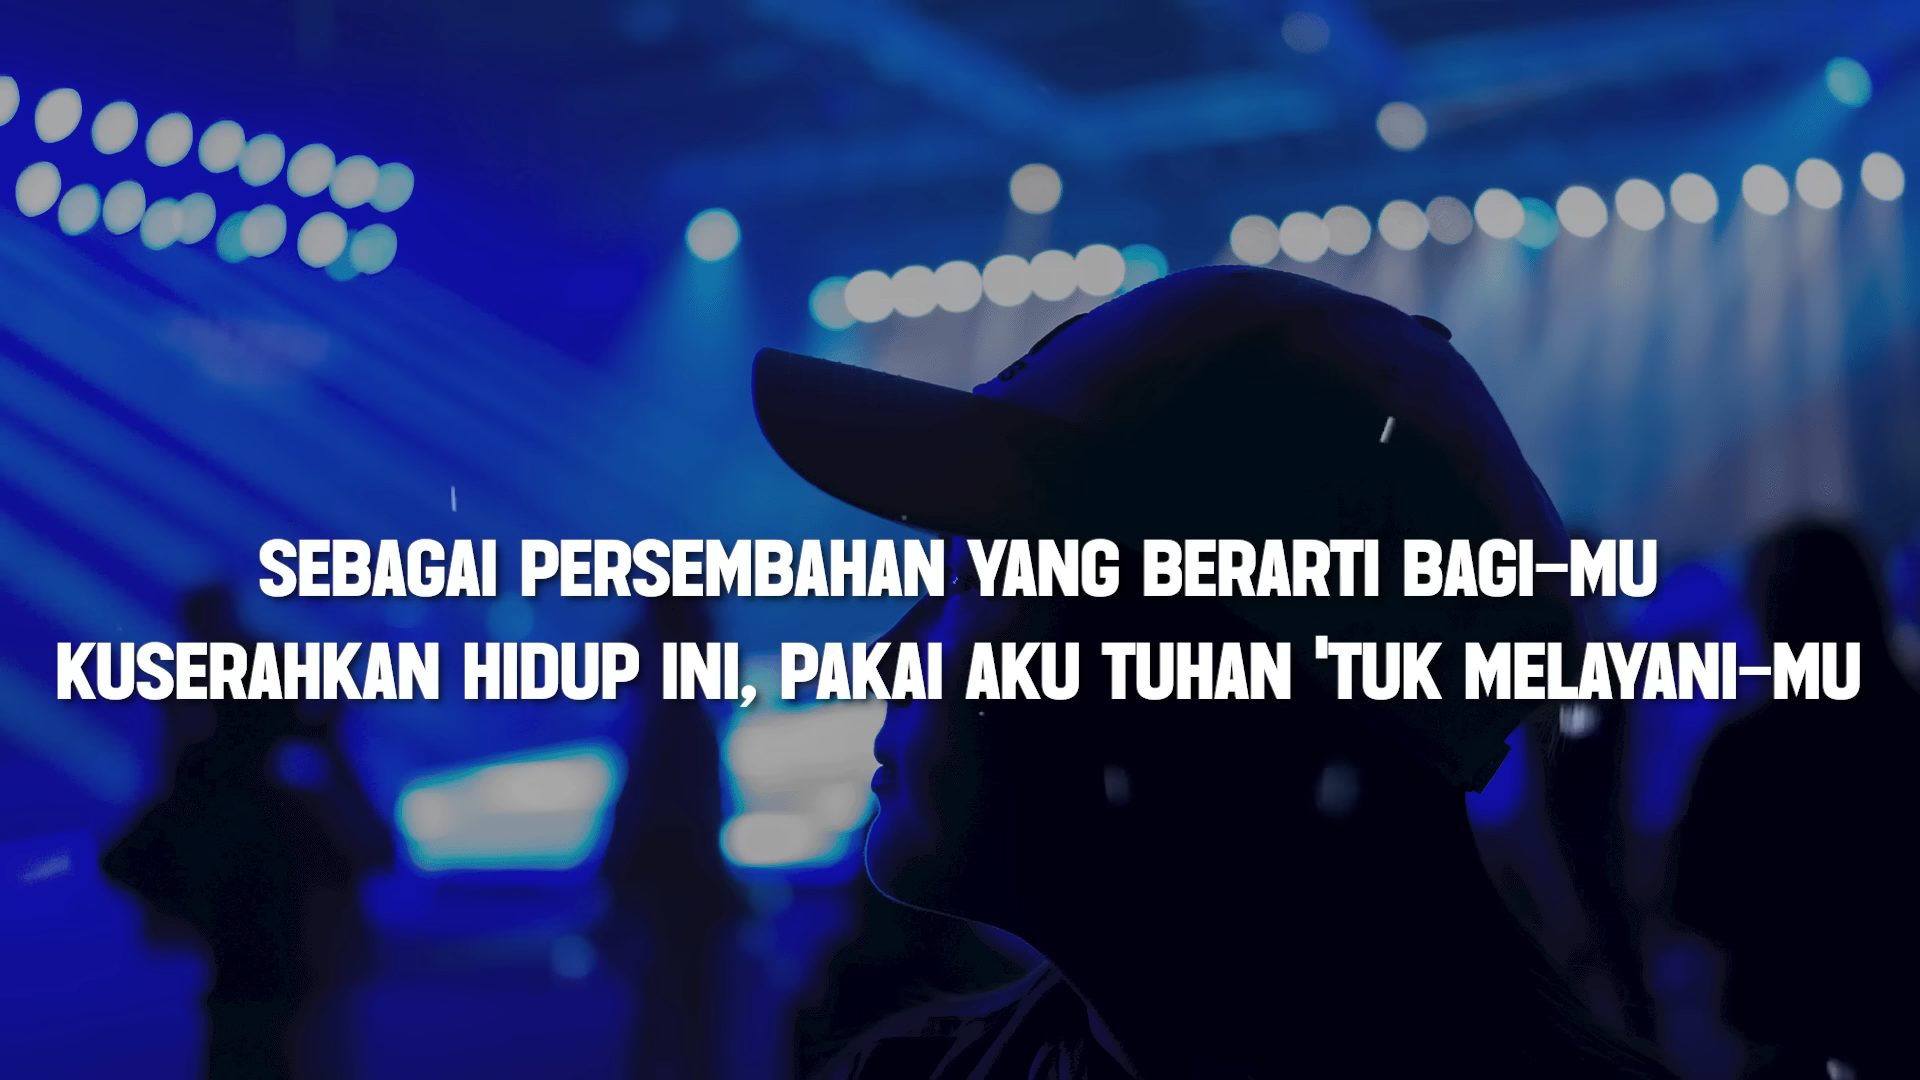 SEBAGAI PERSEMBAHAN YANG BERARTI BAGI-MU
KUSERAHKAN HIDUP INI, PAKAI AKU TUHAN 'TUK MELAYANI-MU